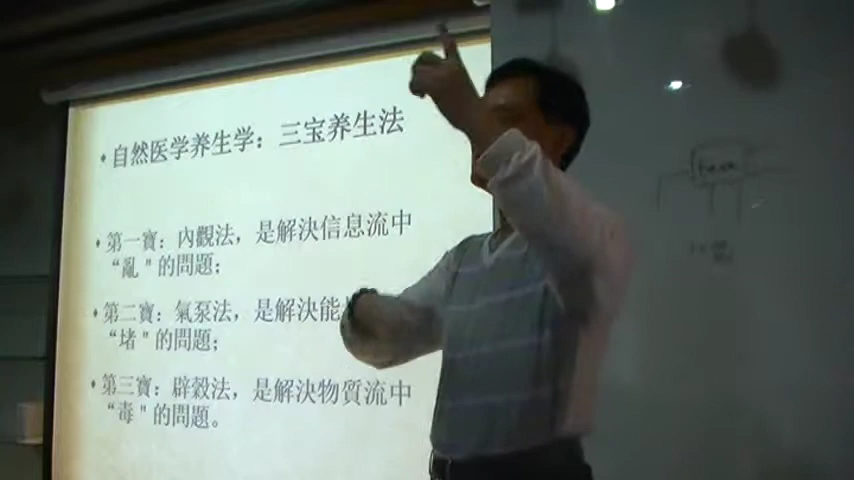 自然医学养生学：三宝养生法
第一寶：內觀法，是解決信息流中
“亂”的問題；
第二寶：氣泵法，是解決能
“堵”的問題；
第三寶：辟穀法，是解決物質流中
“毒”的問題。